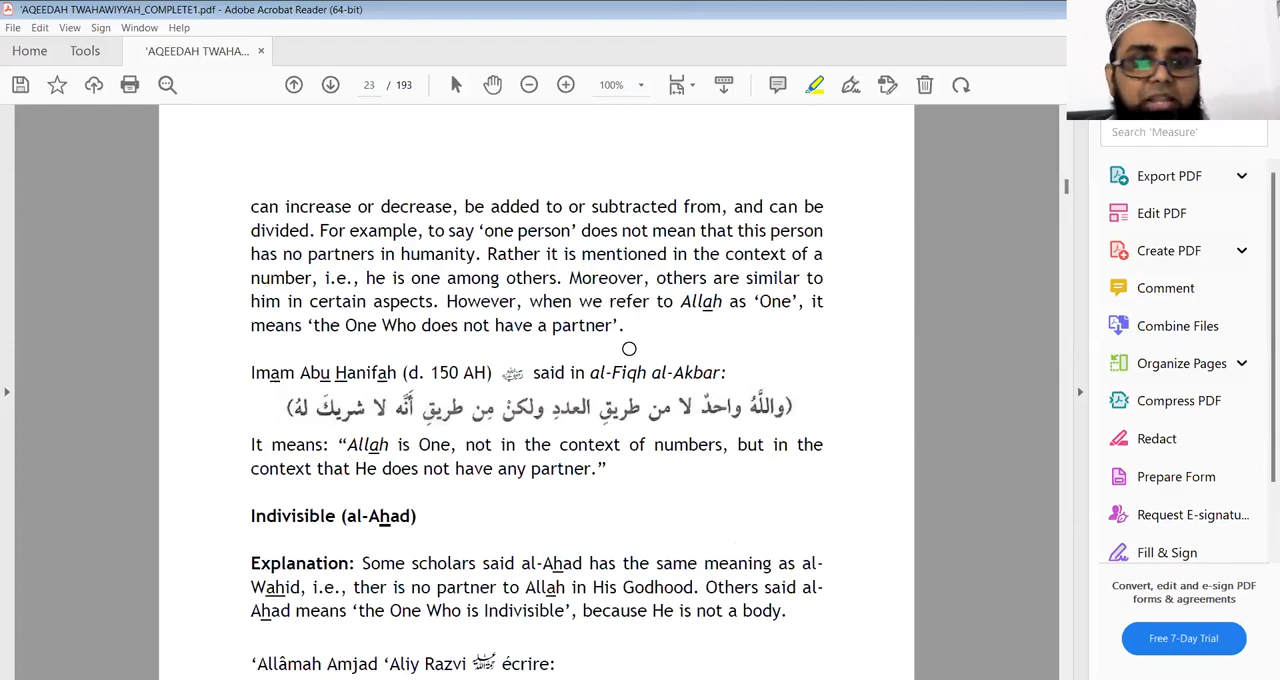 'AQEEDAH TWAHAWIYYAH_COMPLETE1.pdf - Adobe Acrobat Reader (64-bit)
File Edit View Sign Window Help
Home Tools 'AQEEDAH TWAHA... ×
23 / 193 100%
Search 'Measure'
Export PDF
Edit PDF
Create PDF
Comment
Combine Files
Organize Pages
Compress PDF
Redact
Prepare Form
Request E-signatu...
Fill & Sign
Convert, edit and e-sign PDF
forms & agreements
Free 7-Day Trial
can increase or decrease, be added to or subtracted from, and can be
divided. For example, to say ‘one person’ does not mean that this person
has no partners in humanity. Rather it is mentioned in the context of a
number, i.e., he is one among others. Moreover, others are similar to
him in certain aspects. However, when we refer to Allah as ‘One’, it
means ‘the One Who does not have a partner’.
Imam Abu Hanifah (d. 150 AH) said in al-Fiqh al-Akbar:
(واللَّهُ واحدٌ لا من طريقِ العددِ ولكنْ مِن طريقِ أنَّه لا شريكَ لهُ)
It means: “Allah is One, not in the context of numbers, but in the
context that He does not have any partner.”
Indivisible (al-Ahad)
Explanation: Some scholars said al-Ahad has the same meaning as al-
Wahid, i.e., ther is no partner to Allah in His Godhood. Others said al-
Ahad means ‘the One Who is Indivisible’, because He is not a body.
‘Allâmah Amjad ‘Aliy Razvi écrire: